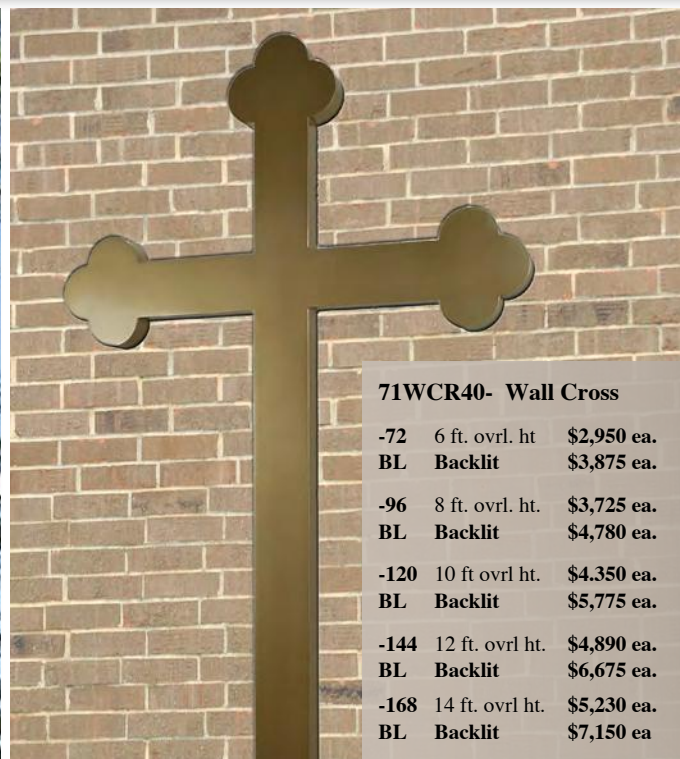 71WCR40- Wall Cross
-72 6 ft. ovrl. ht $2,950 ea.
BL Backlit $3,875 ea.
-96 8 ft. ovrl. ht. $3,725 ea.
BL Backlit $4,780 ea.
-120 10 ft ovrl ht. $4.350 ea.
BL Backlit $5,775 ea.
-144 12 ft. ovrl ht. $4,890 ea.
BL Backlit $6,675 ea.
-168 14 ft. ovrl ht. $5,230 ea.
BL Backlit $7,150 ea